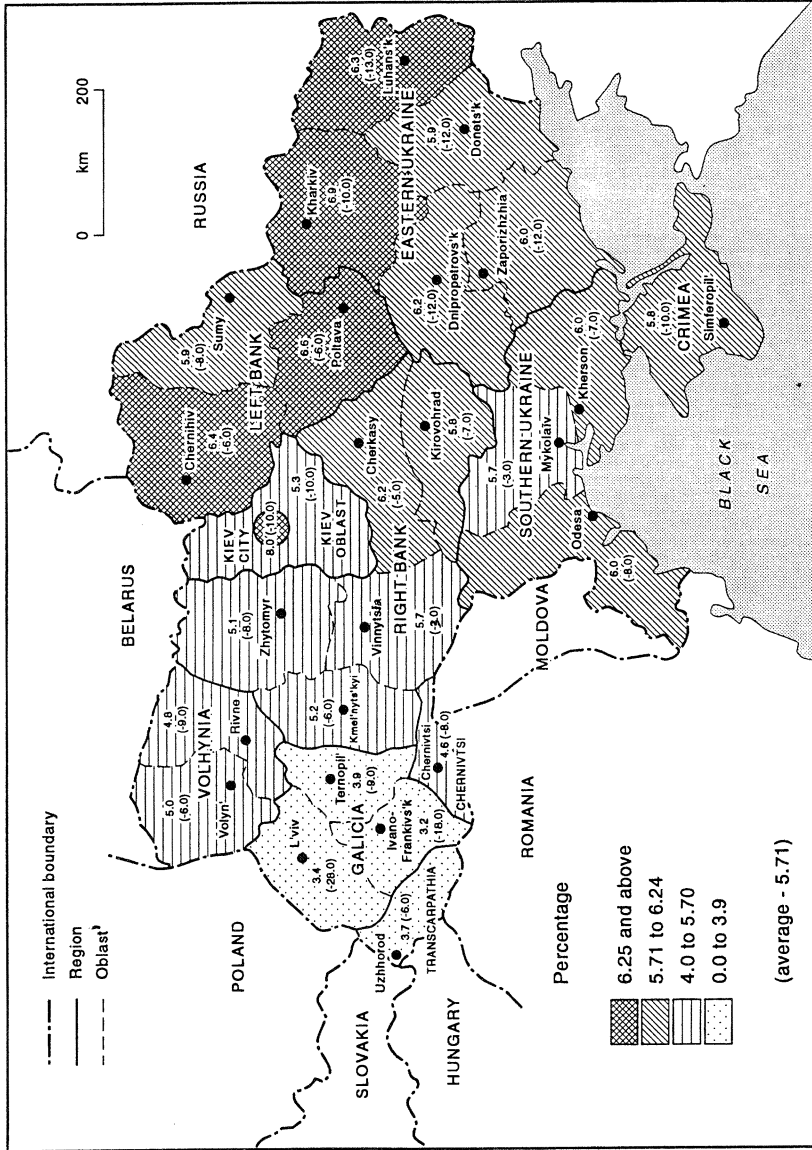 International boundary
Region
Oblast'
RUSSIA
km
0
200
BELARUS
POLAND
SLOVAKIA
HUNGARY
ROMANIA
MOLDOVA
BLACK
SEA
VOLHYNIA
5.0
(-6.0)
Volyn'
4.8
(-9.0)
Rivne
GALICIA
L'viv
3.4
(-28.0)
Ternopil'
3.9
(-9.0)
Ivano-
Frankivs'k
3.2
(-18.0)
Uzhhorod
3.7 (-6.0)
TRANSCARPATHIA
Chernivtsi
4.6 (-8.0)
CHERNIVTSI
RIGHT BANK
5.2
(-6.0)
Kmel'nyts'kyi
5.1
(-8.0)
Zhytomyr
Vinnytsia
5.7
KIEV
CITY
8.0 (-10.0)
5.3
(-10.0)
KIEV
OBLAST
Cherkasy
6.2
(-5.0)
Kirovohrad
5.8
(-7.0)
LEFT BANK
Chernihiv
6.4
(-6.0)
5.9
(-8.0)
Sumy
6.6
(-6.0)
Poltava
EASTERN UKRAINE
Kharkiv
6.9
(-10.0)
6.3
(-13.0)
Luhans'k
5.9
(-12.0)
Donets'k
6.2
(-12.0)
Dnipropetrovs'k
Zaporizhzhia
6.0
(-12.0)
SOUTHERN UKRAINE
5.7
(-3.0)
Mykolaïv
Odesa
6.0
(-8.0)
Kherson
6.0
(-7.0)
5.8
(-10.0)
CRIMEA
Simferopil'
Percentage
6.25 and above
5.71 to 6.24
4.0 to 5.70
0.0 to 3.9
(average - 5.71)